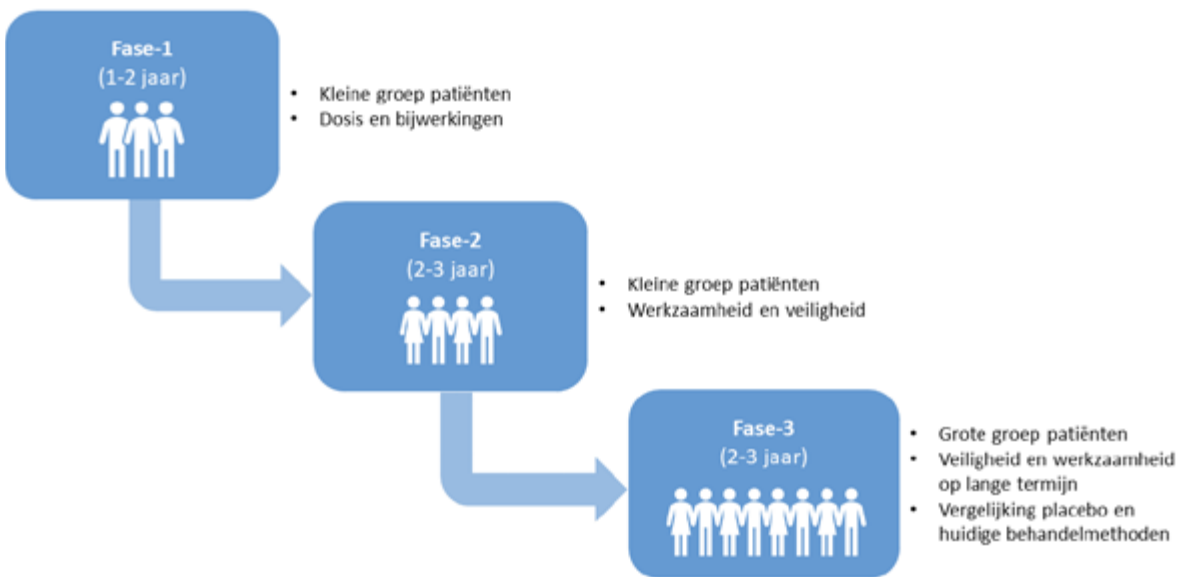 Fase-1
(1-2 jaar)
• Kleine groep patiënten
• Dosis en bijwerkingen
Fase-2
(2-3 jaar)
• Kleine groep patiënten
• Werkzaamheid en veiligheid
Fase-3
(2-3 jaar)
• Grote groep patiënten
• Veiligheid en werkzaamheid
op lange termijn
• Vergelijking placebo en
huidige behandelmethoden